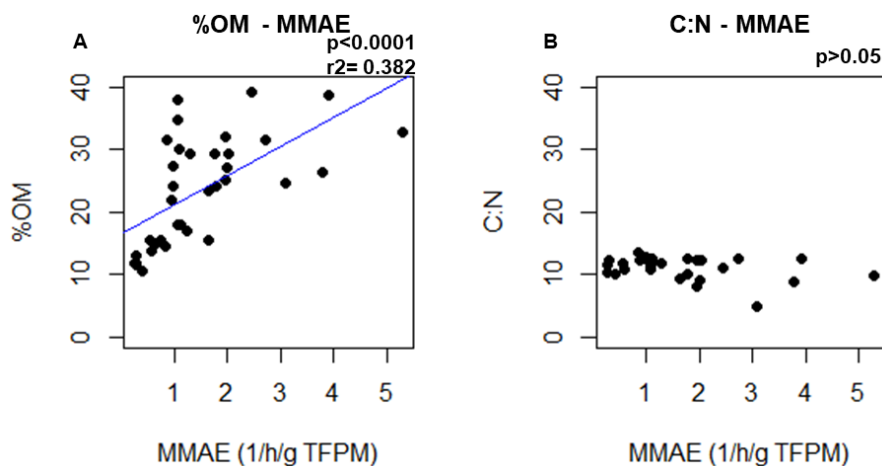 A
%OM - MMAE
p<0.0001
r2= 0.382
40
30
20
10
0
%OM
1 2 3 4 5
MMAE (1/h/g TFPM)
B
C:N - MMAE
p>0.05
40
30
20
10
0
C:N
1 2 3 4 5
MMAE (1/h/g TFPM)